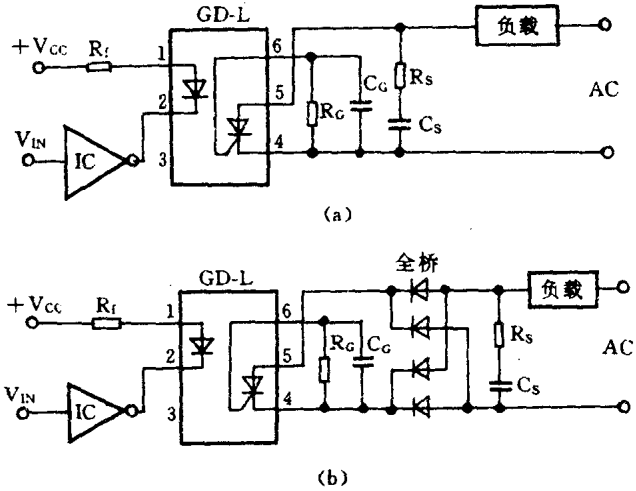 GD-L
+VCC
Rf
1
2
3
6
5
4
RG
CG
RS
CS
负载
AC
VIN
IC
(a)
全桥
GD-L
+VCC
Rf
1
2
3
6
5
4
RG
CG
RS
CS
负载
AC
VIN
IC
(b)